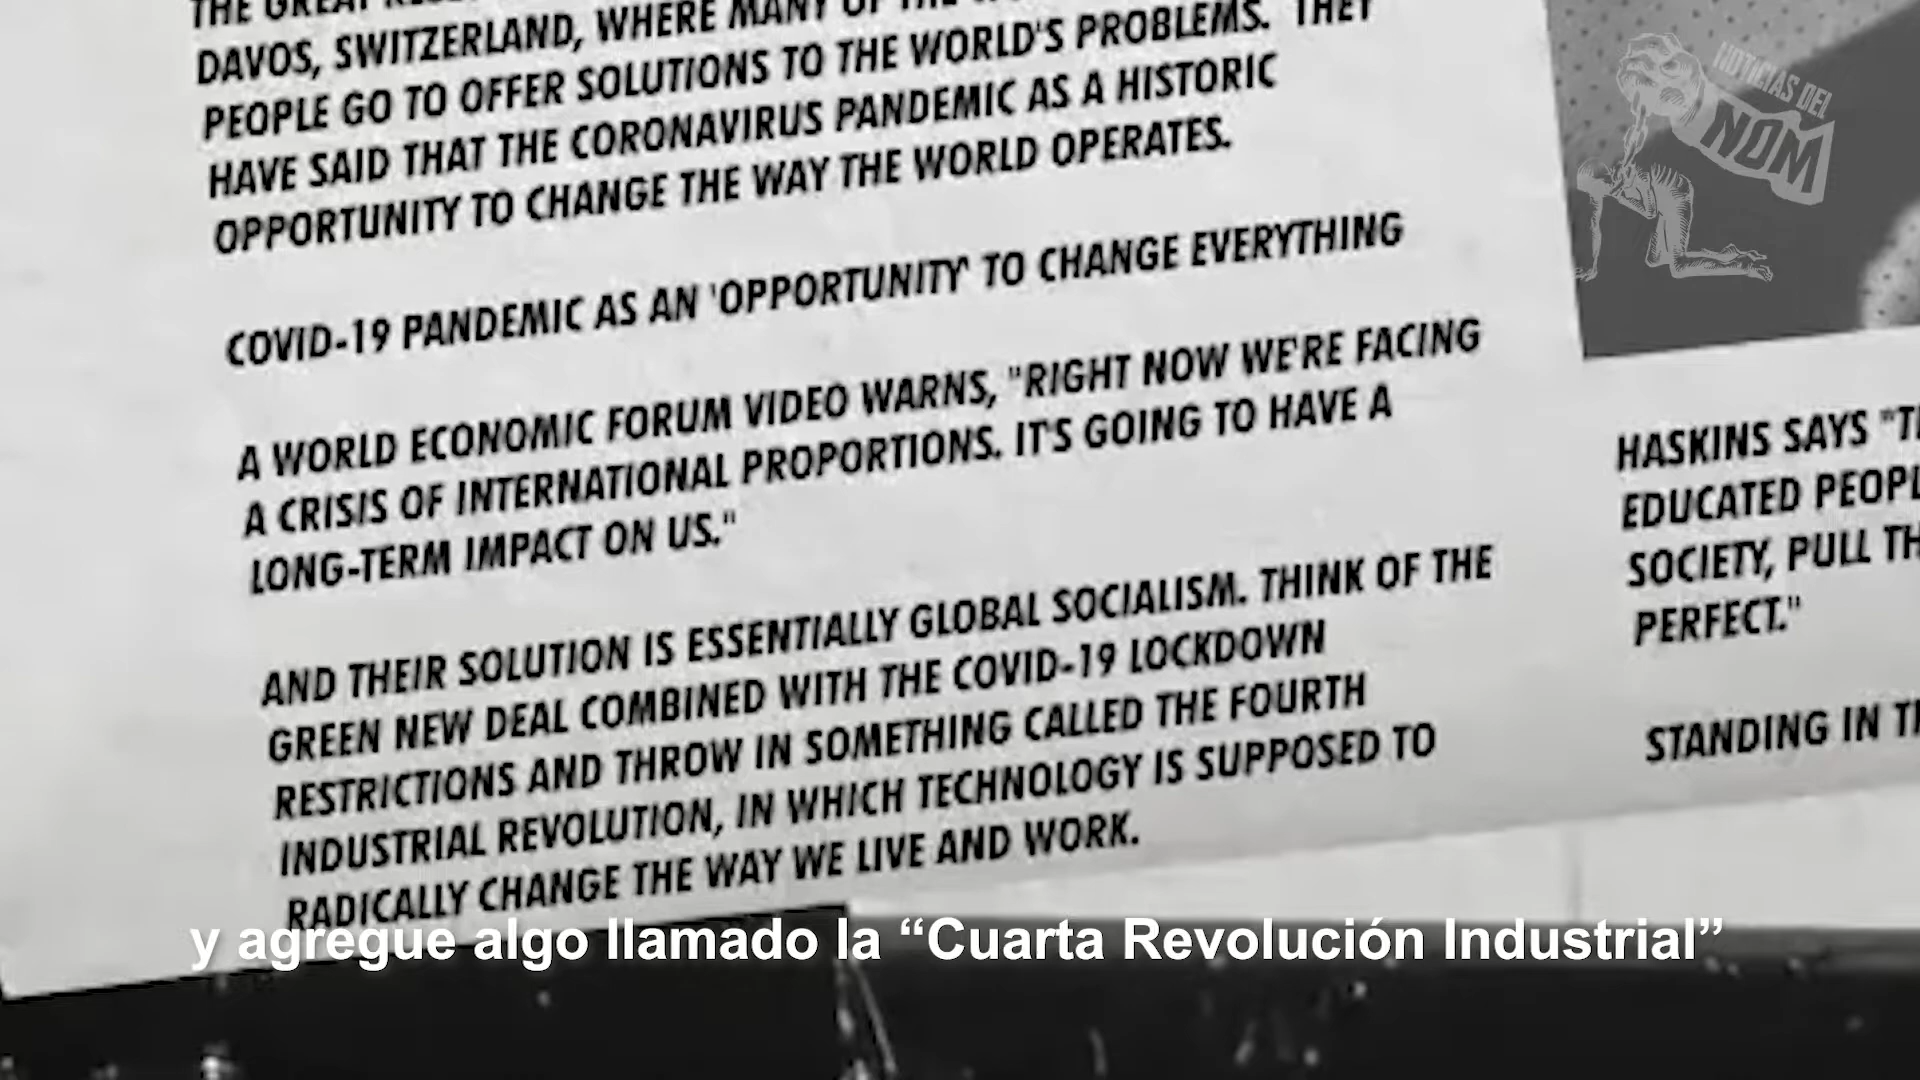 THE GREAT
DAVOS, SWITZERLAND, WHERE MANY OF THE
PEOPLE GO TO OFFER SOLUTIONS TO THE WORLD'S PROBLEMS. THEY
HAVE SAID THAT THE CORONAVIRUS PANDEMIC AS A HISTORIC
OPPORTUNITY TO CHANGE THE WAY THE WORLD OPERATES.
COVID-19 PANDEMIC AS AN 'OPPORTUNITY' TO CHANGE EVERYTHING
A WORLD ECONOMIC FORUM VIDEO WARNS, "RIGHT NOW WE'RE FACING
A CRISIS OF INTERNATIONAL PROPORTIONS. IT'S GOING TO HAVE A
LONG-TERM IMPACT ON US."
AND THEIR SOLUTION IS ESSENTIALLY GLOBAL SOCIALISM. THINK OF THE
GREEN NEW DEAL COMBINED WITH THE COVID-19 LOCKDOWN
RESTRICTIONS AND THROW IN SOMETHING CALLED THE FOURTH
INDUSTRIAL REVOLUTION, IN WHICH TECHNOLOGY IS SUPPOSED TO
RADICALLY CHANGE THE WAY WE LIVE AND WORK.
NOTICIAS DEL
NOM
HASKINS SAYS
EDUCATED
SOCIETY, PULL
PERFECT."
STANDING IN
y agregue algo llamado la “Cuarta Revolución Industrial”